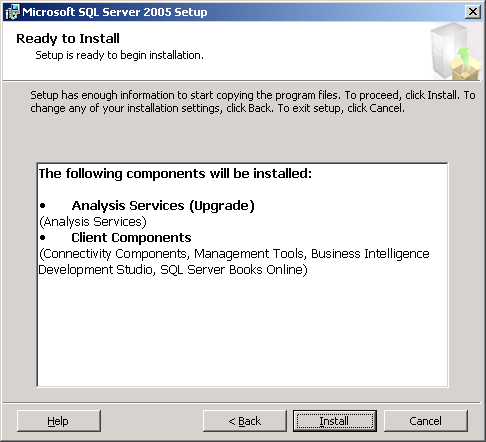 Microsoft SQL Server 2005 Setup
Ready to Install
Setup is ready to begin installation.
Setup has enough information to start copying the program files. To proceed, click Install. To
change any of your installation settings, click Back. To exit setup, click Cancel.
The following components will be installed:
• Analysis Services (Upgrade)
(Analysis Services)
• Client Components
(Connectivity Components, Management Tools, Business Intelligence
Development Studio, SQL Server Books Online)
Help
< Back
Install
Cancel